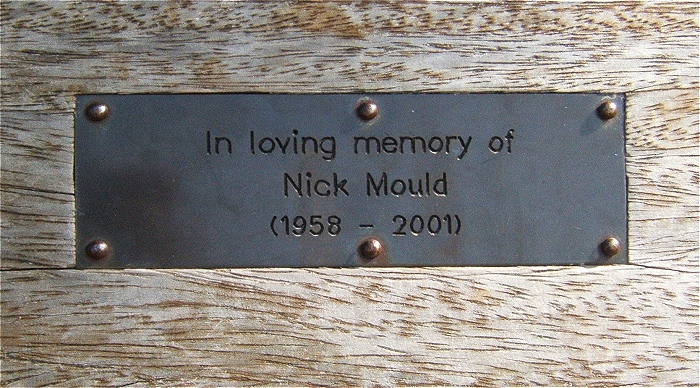 In loving memory of
Nick Mould
(1958 - 2001)